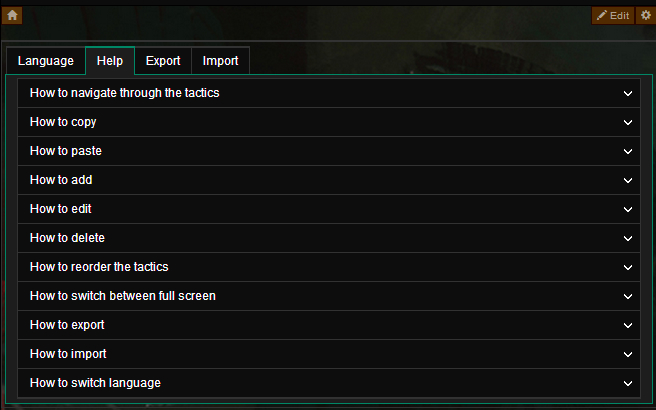 Edit
Language Help Export Import
How to navigate through the tactics
How to copy
How to paste
How to add
How to edit
How to delete
How to reorder the tactics
How to switch between full screen
How to export
How to import
How to switch language